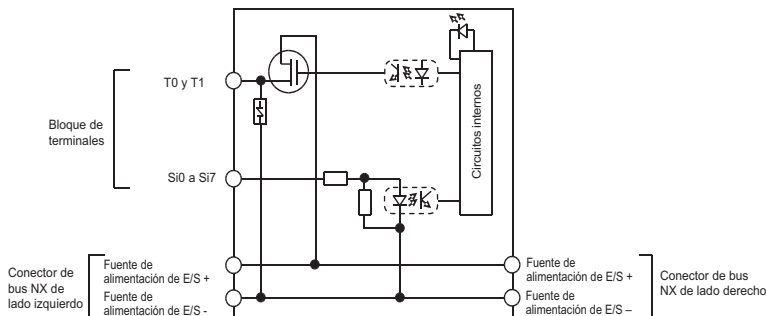 T0 y T1
Bloque de
terminales
Si0 a Si7
Circuitos internos
Conector de
bus NX de
lado izquierdo
Fuente de
alimentación de E/S +
Fuente de
alimentación de E/S -
Fuente de
alimentación de E/S +
Fuente de
alimentación de E/S –
Conector de bus
NX de lado derecho